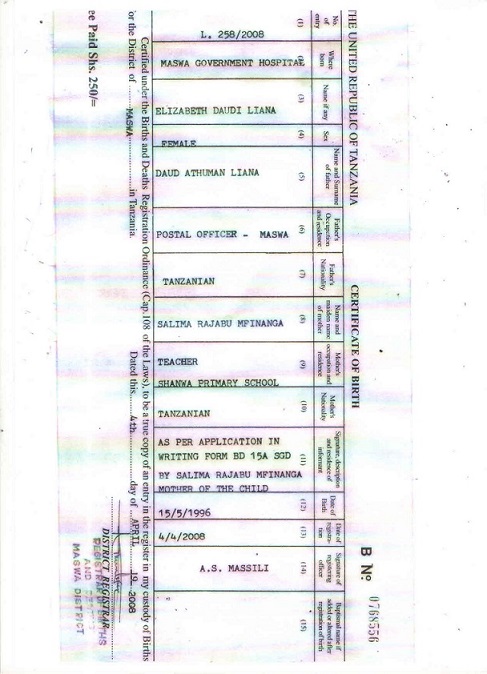 THE UNITED REPUBLIC OF TANZANIA
CERTIFICATE OF BIRTH
B Nº 0768556
No. of entry
(1)
L. 258/2008
Where born
(2)
MASWA GOVERNMENT HOSPITAL
Name if any
(3)
ELIZABETH DAUDI LIANA
Sex
(4)
FEMALE
Name and Surname of father
(5)
DAUD ATHUMAN LIANA
Father's Occupation and residence
(6)
POSTAL OFFICER - MASWA
Father's Nationality
(7)
TANZANIAN
Name and maiden name of mother
(8)
SALIMA RAJABU MFINANGA
Mother's occupation and residence
(9)
TEACHER
SHANWA PRIMARY SCHOOL
Mother's Nationality
(10)
TANZANIAN
Signature, description and residence of informant
(11)
AS PER APPLICATION IN
WRITING FORM BD 15A SGD
BY SALIMA RAJABU MFINANGA
MOTHER OF THE CHILD
Date of Birth
(12)
15/5/1996
Date of registration
(13)
4/4/2008
Signature of registering officer
(14)
A.S. MASSILI
Baptismal name if added or altered after registration of birth
(15)
Certified under the Births and Deaths Registration Ordinance (Cap.108 of the Laws), to be a true copy of an entry in the register in my custody of Births
for the District of MASWA in Tanzania. Dated this 4th day of APRIL 19 2008
DISTRICT REGISTRAR
AND
MASWA DISTRICT
ee Paid Shs. 250/=